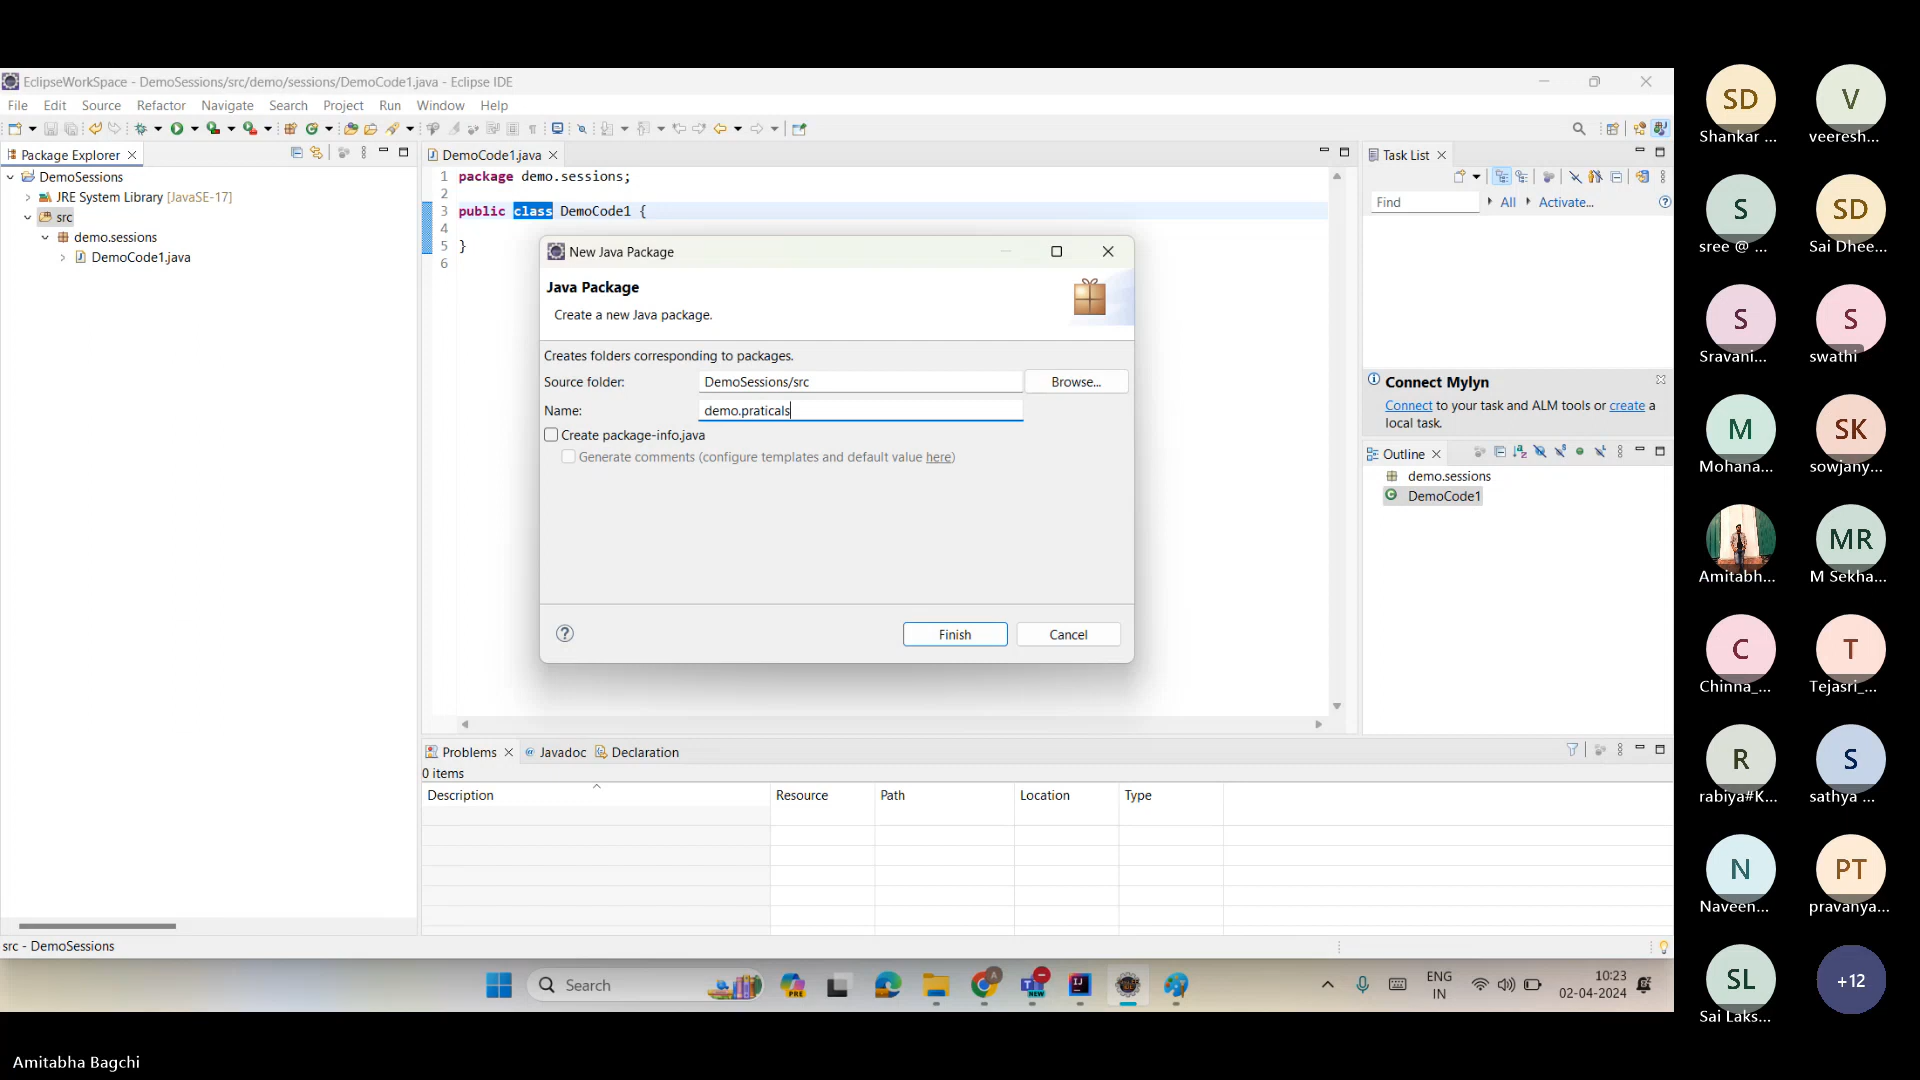 EclipseWorkSpace - DemoSessions/src/demo/sessions/DemoCode1.java - Eclipse IDE
File Edit Source Refactor Navigate Search Project Run Window Help
Package Explorer
DemoSessions
JRE System Library [JavaSE-17]
src
demo.sessions
DemoCode1.java
DemoCode1.java
1 package demo.sessions;
2
3 public class DemoCode1 {
4
5 }
6
New Java Package
Java Package
Create a new Java package.
Creates folders corresponding to packages.
Source folder: DemoSessions/src Browse...
Name: demo.praticals
Create package-info.java
Generate comments (configure templates and default value here)
Finish Cancel
Task List
Find All Activate...
Connect Mylyn
Connect to your task and ALM tools or create a
local task.
Outline
demo.sessions
DemoCode1
Problems Javadoc Declaration
0 items
Description Resource Path Location Type
src - DemoSessions
Search
PRE
NEW
ENG
IN
10:23
02-04-2024
SD V
Shankar ... veeresh...
S SD
sree @ ... Sai Dhee...
S S
Sravani... swathi
M SK
Mohana... sowjany...
MR
Amitabh... M Sekha...
C T
Chinna_... Tejasri_...
R S
rabiya#K... sathya ...
N PT
Naveen... pravanya...
SL +12
Sai Laks...
Amitabha Bagchi